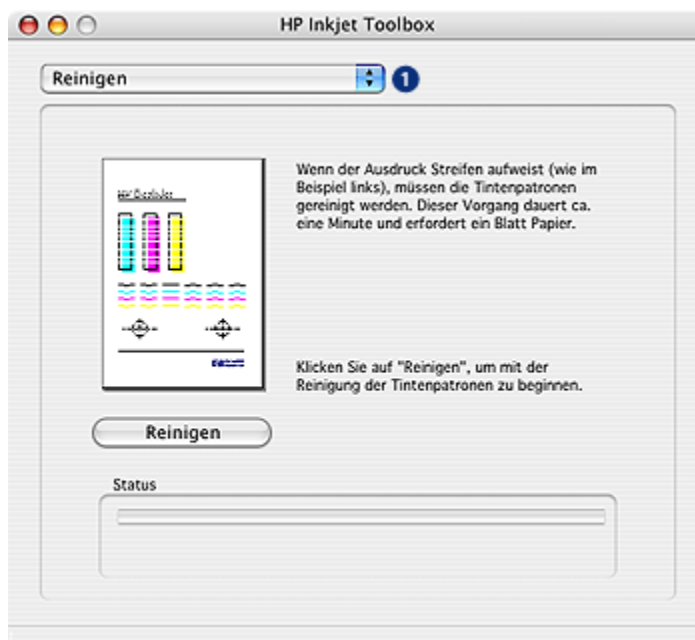 HP Inkjet Toolbox
Reinigen
1
Wenn der Ausdruck Streifen aufweist (wie im
Beispiel links), müssen die Tintenpatronen
gereinigt werden. Dieser Vorgang dauert ca.
eine Minute und erfordert ein Blatt Papier.
Klicken Sie auf "Reinigen", um mit der
Reinigung der Tintenpatronen zu beginnen.
Reinigen
Status